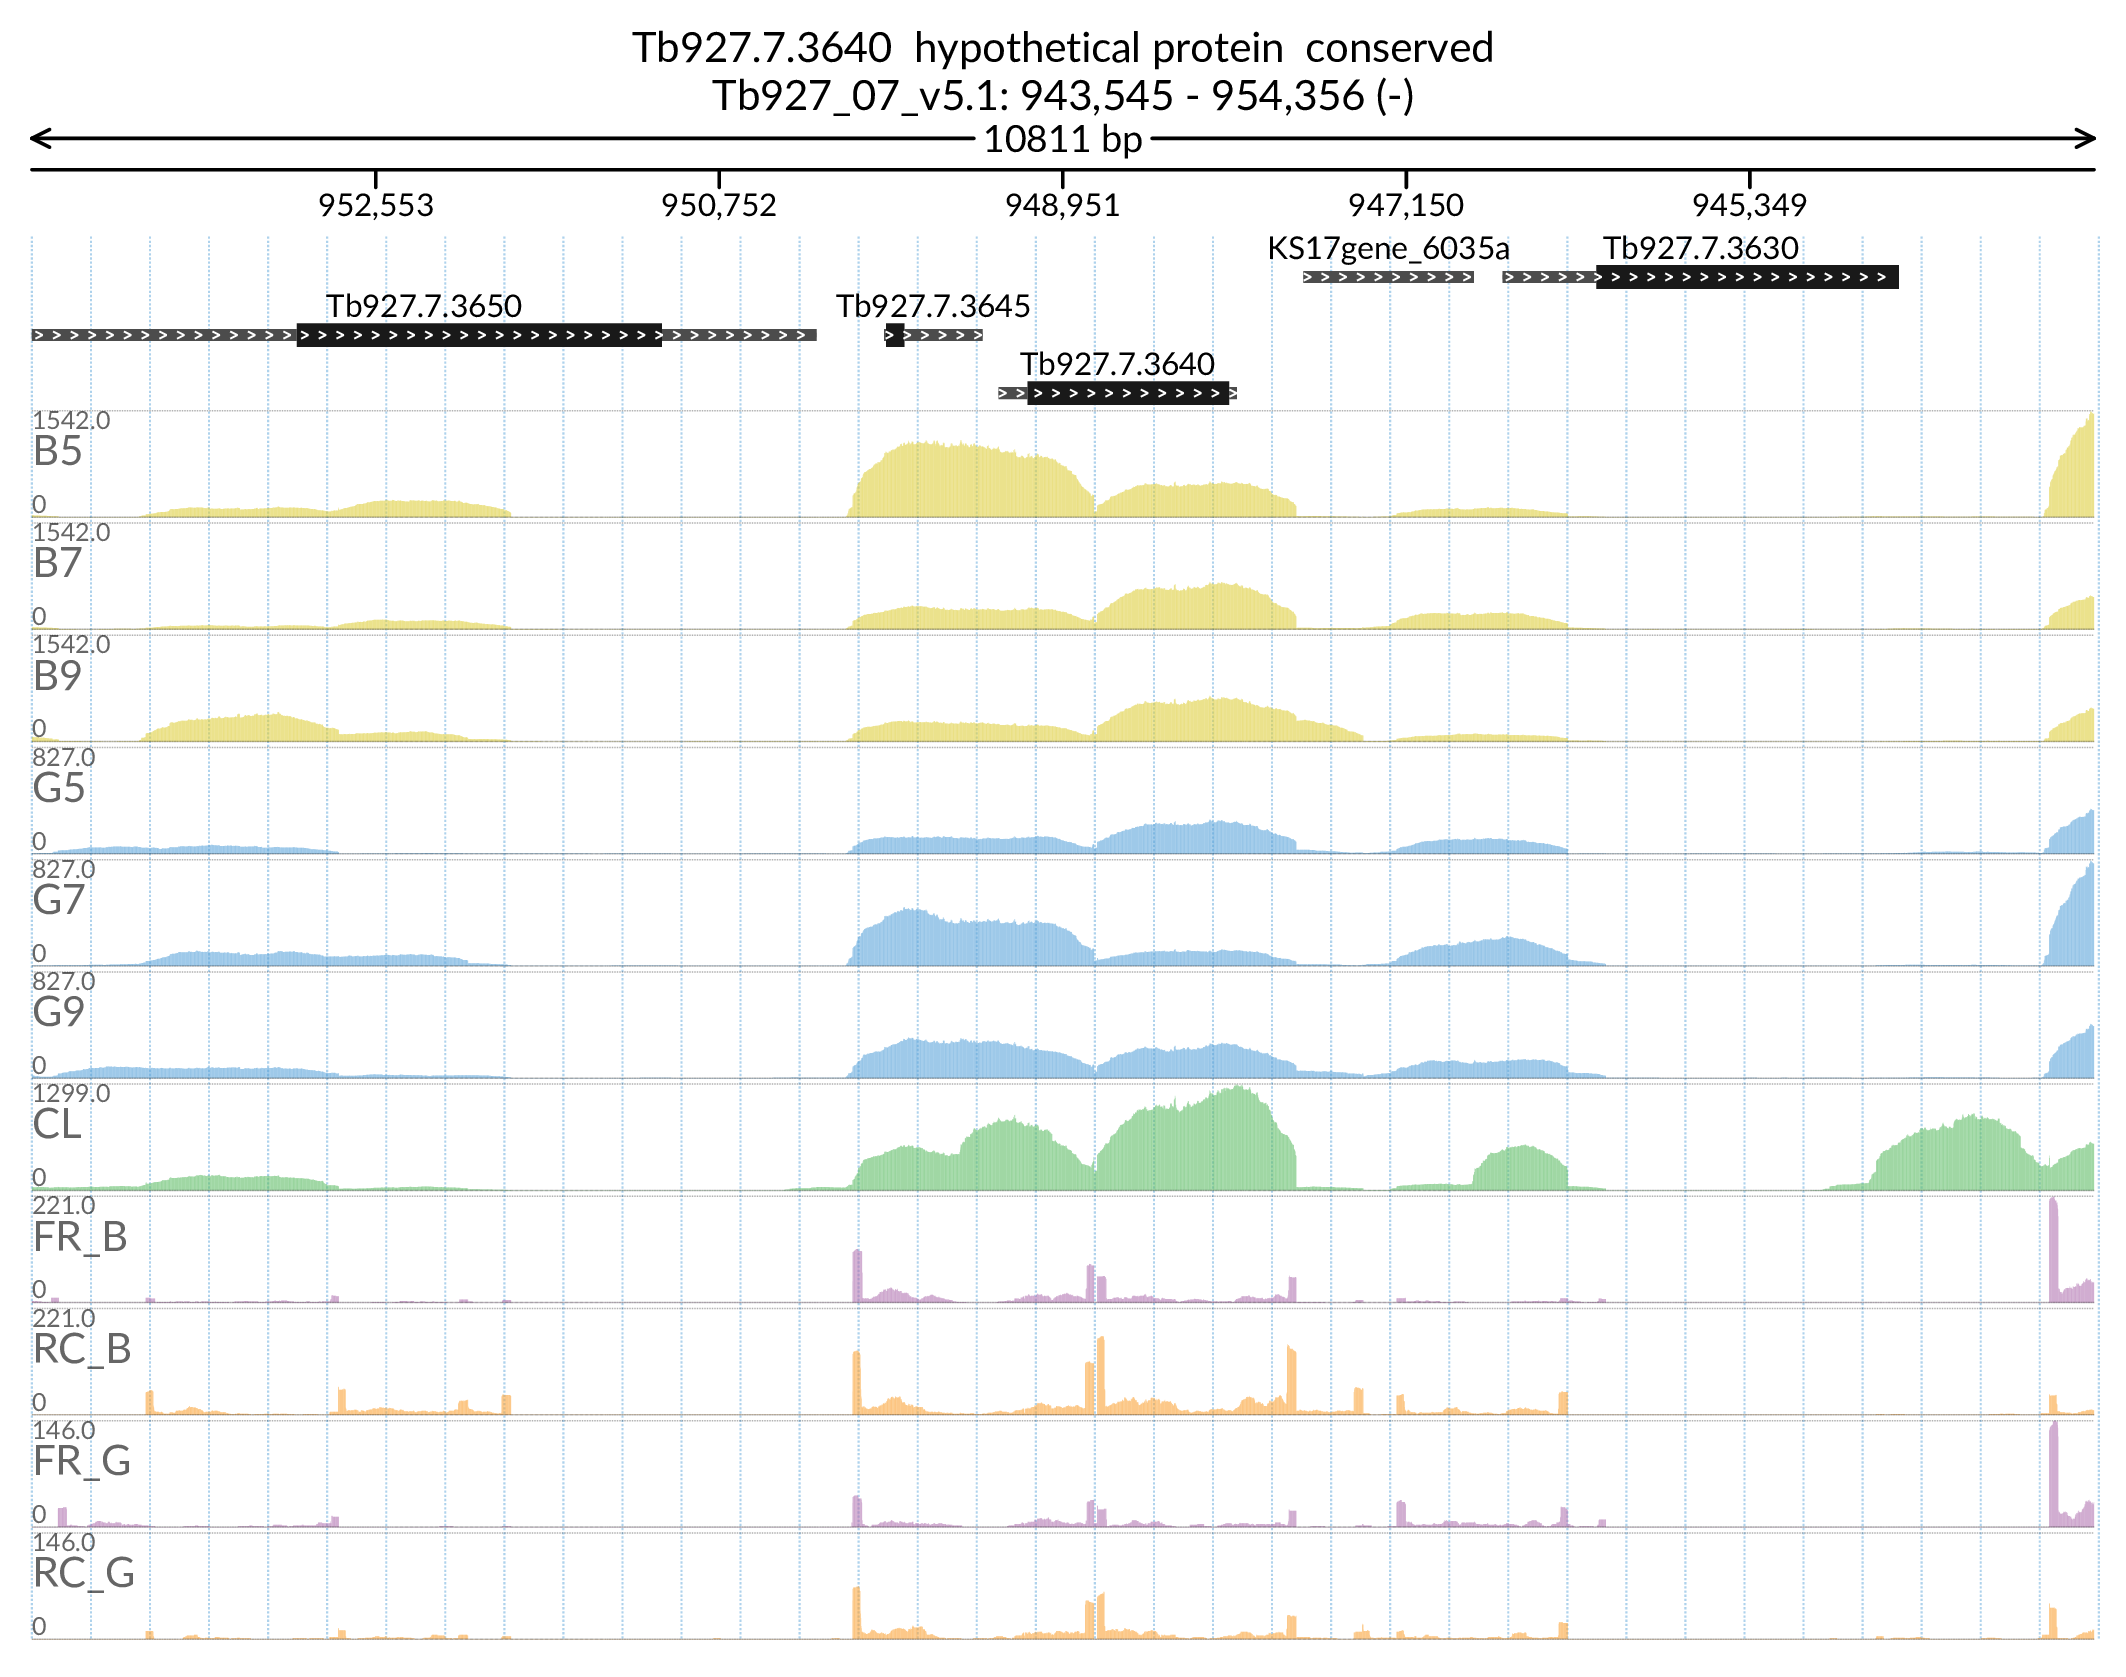 Tb927.7.3640  hypothetical protein  conserved
Tb927_07_v5.1: 943,545 - 954,356 (-)
10811 bp
952,553 950,752 948,951 947,150 945,349
KS17gene_6035a Tb927.7.3630
Tb927.7.3650 Tb927.7.3645
Tb927.7.3640
1542.0
B5
0
1542.0
B7
0
1542.0
B9
0
827.0
G5
0
827.0
G7
0
827.0
G9
0
1299.0
CL
0
221.0
FR_B
0
221.0
RC_B
0
146.0
FR_G
0
146.0
RC_G
0